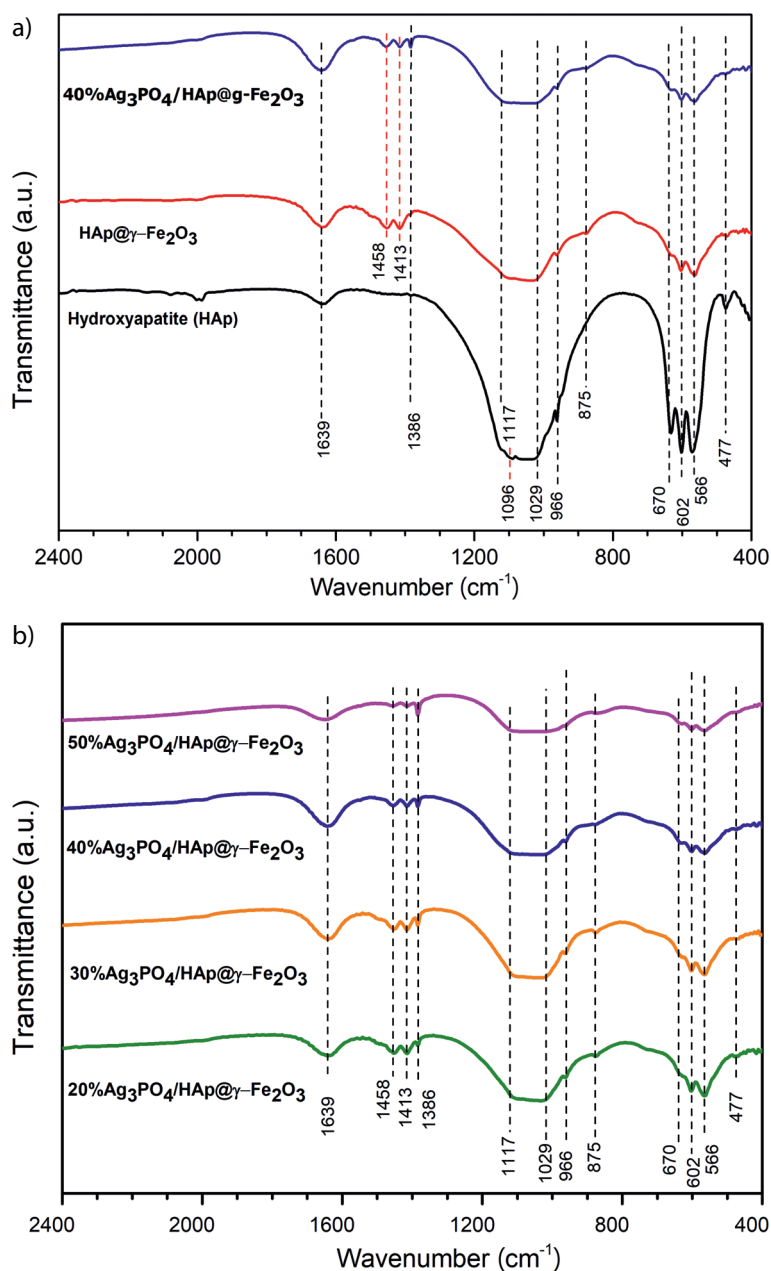 a)
Transmittance (a.u.)
40%Ag₃PO₄/HAp@g-Fe₂O₃
HAp@γ–Fe₂O₃
Hydroxyapatite (HAp)
1639
1458
1413
1386
1117
1096
1029
966
875
670
602
566
477
2400 2000 1600 1200 800 400
Wavenumber (cm⁻¹)
b)
Transmittance (a.u.)
50%Ag₃PO₄/HAp@γ–Fe₂O₃
40%Ag₃PO₄/HAp@γ–Fe₂O₃
30%Ag₃PO₄/HAp@γ–Fe₂O₃
20%Ag₃PO₄/HAp@γ–Fe₂O₃
1639
1458
1413
1386
1117
1029
966
875
670
602
566
477
2400 2000 1600 1200 800 400
Wavenumber (cm⁻¹)